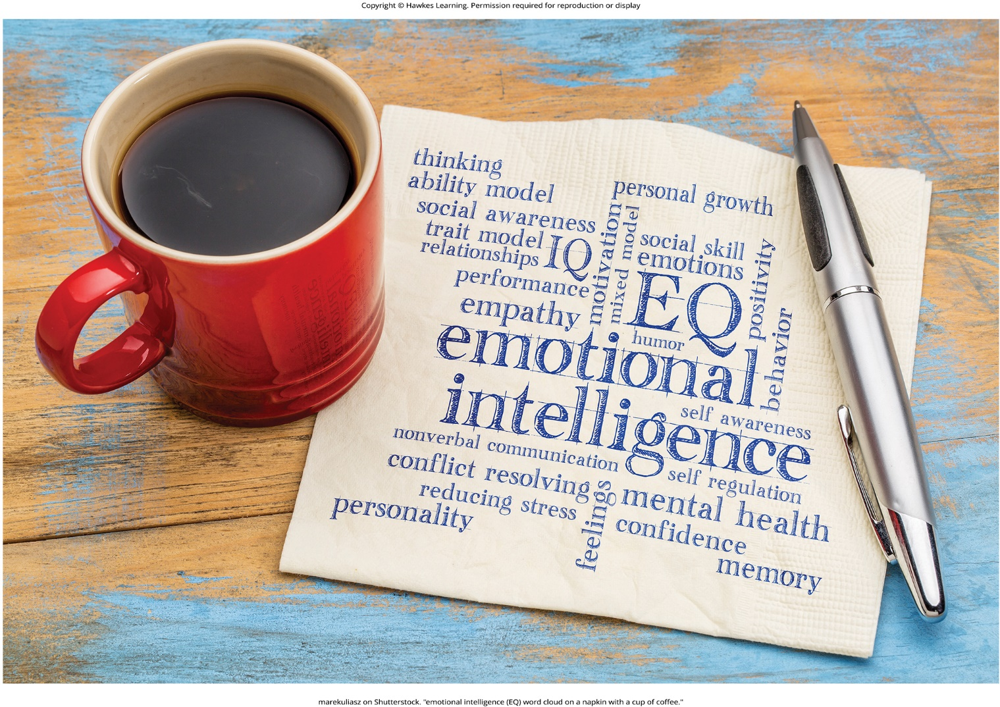 Copyright © Hawkes Learning. Permission required for reproduction or display
thinking
ability model
social awareness
trait model
relationships
IQ
performance
empathy
motivation
mixed model
personal growth
social skill
emotions
EQ
positivity
humor
behavior
emotional
intelligence
self awareness
nonverbal communication
self regulation
conflict resolving
reducing stress
personality
feelings
mental health
confidence
memory
marekuliasz on Shutterstock. "emotional intelligence (EQ) word cloud on a napkin with a cup of coffee."